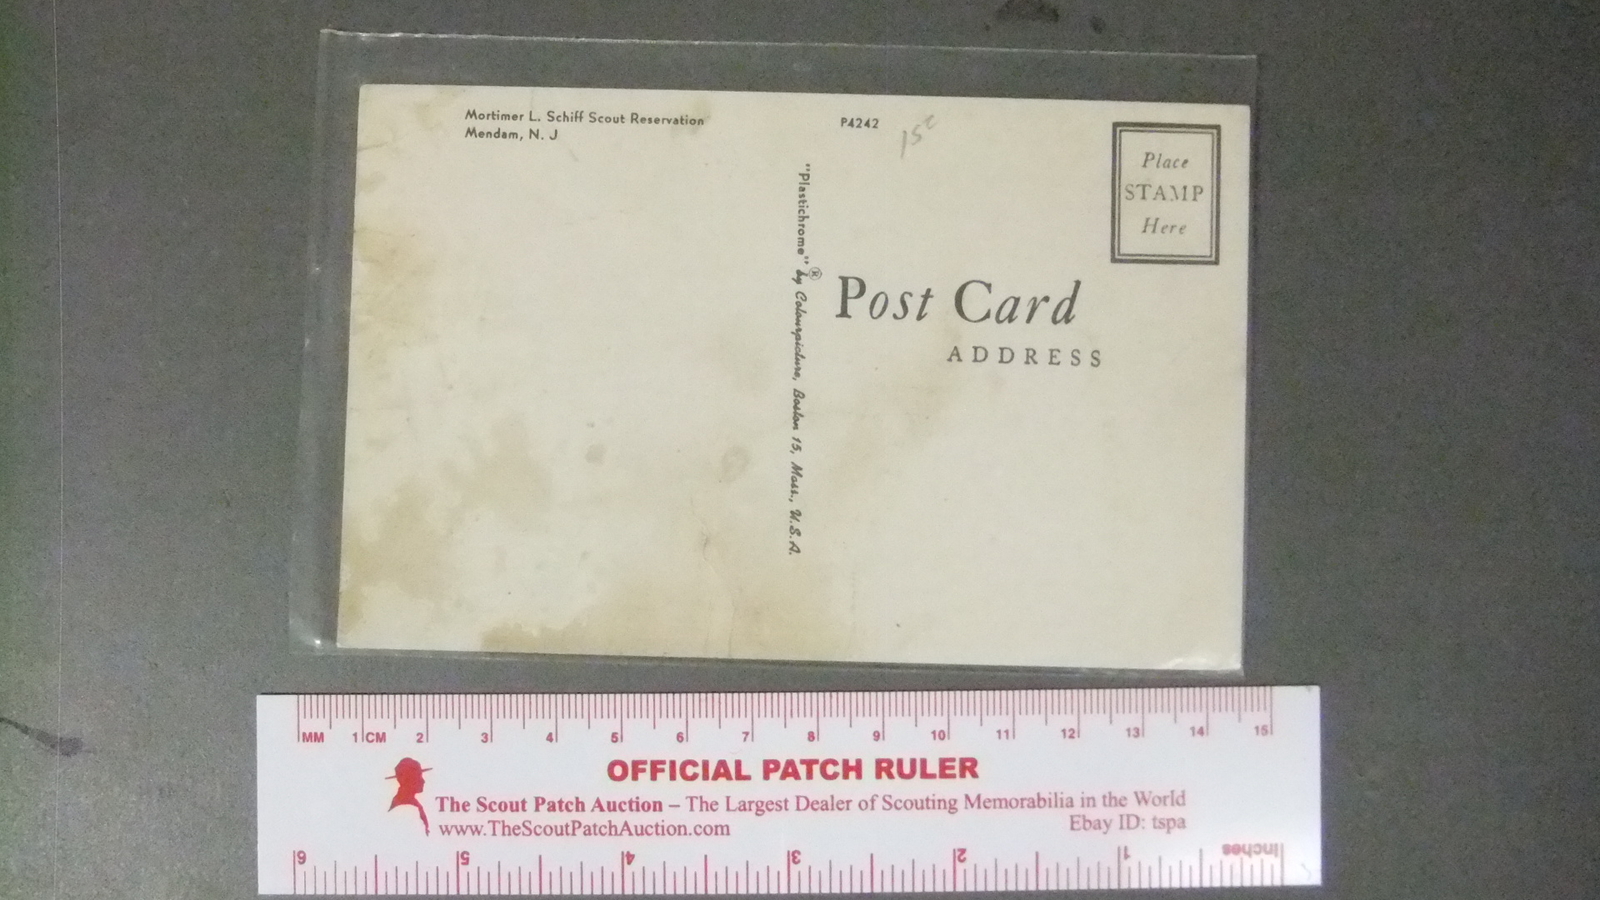 Mortimer L. Schiff Scout Reservation
Mendam, N. J
P4242
15¢
Place
STAMP
Here
"Plastichrome"® by Colourpicture, Boston 15, Mass., U.S.A.
Post Card
ADDRESS
MM 1 CM 2 3 4 5 6 7 8 9 10 11 12 13 14 15
OFFICIAL PATCH RULER
The Scout Patch Auction – The Largest Dealer of Scouting Memorabilia in the World
www.TheScoutPatchAuction.com
Ebay ID: tspa
6 5 4 3 2 1 Inches